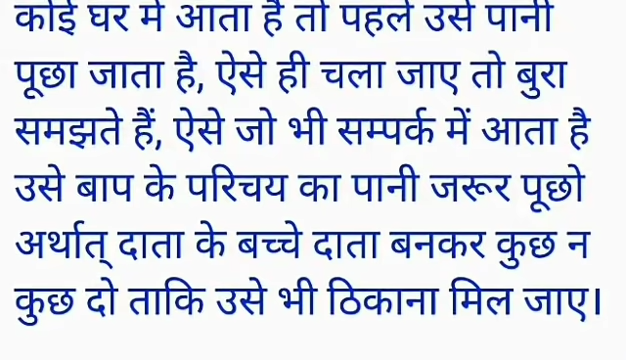 कोई घर में आता है तो पहले उसे पानी
पूछा जाता है, ऐसे ही चला जाए तो बुरा
समझते हैं, ऐसे जो भी सम्पर्क में आता है
उसे बाप के परिचय का पानी जरूर पूछो
अर्थात् दाता के बच्चे दाता बनकर कुछ न
कुछ दो ताकि उसे भी ठिकाना मिल जाए।